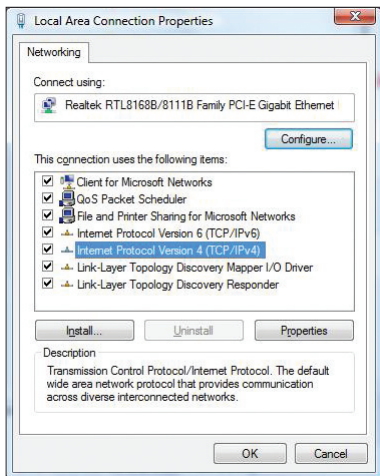 Local Area Connection Properties
Networking
Connect using:
Realtek RTL8168B/8111B Family PCI-E Gigabit Ethernet
Configure...
This connection uses the following items:
Client for Microsoft Networks
QoS Packet Scheduler
File and Printer Sharing for Microsoft Networks
Internet Protocol Version 6 (TCP/IPv6)
Internet Protocol Version 4 (TCP/IPv4)
Link-Layer Topology Discovery Mapper I/O Driver
Link-Layer Topology Discovery Responder
Install... Uninstall Properties
Description
Transmission Control Protocol/Internet Protocol. The default
wide area network protocol that provides communication
across diverse interconnected networks.
OK Cancel